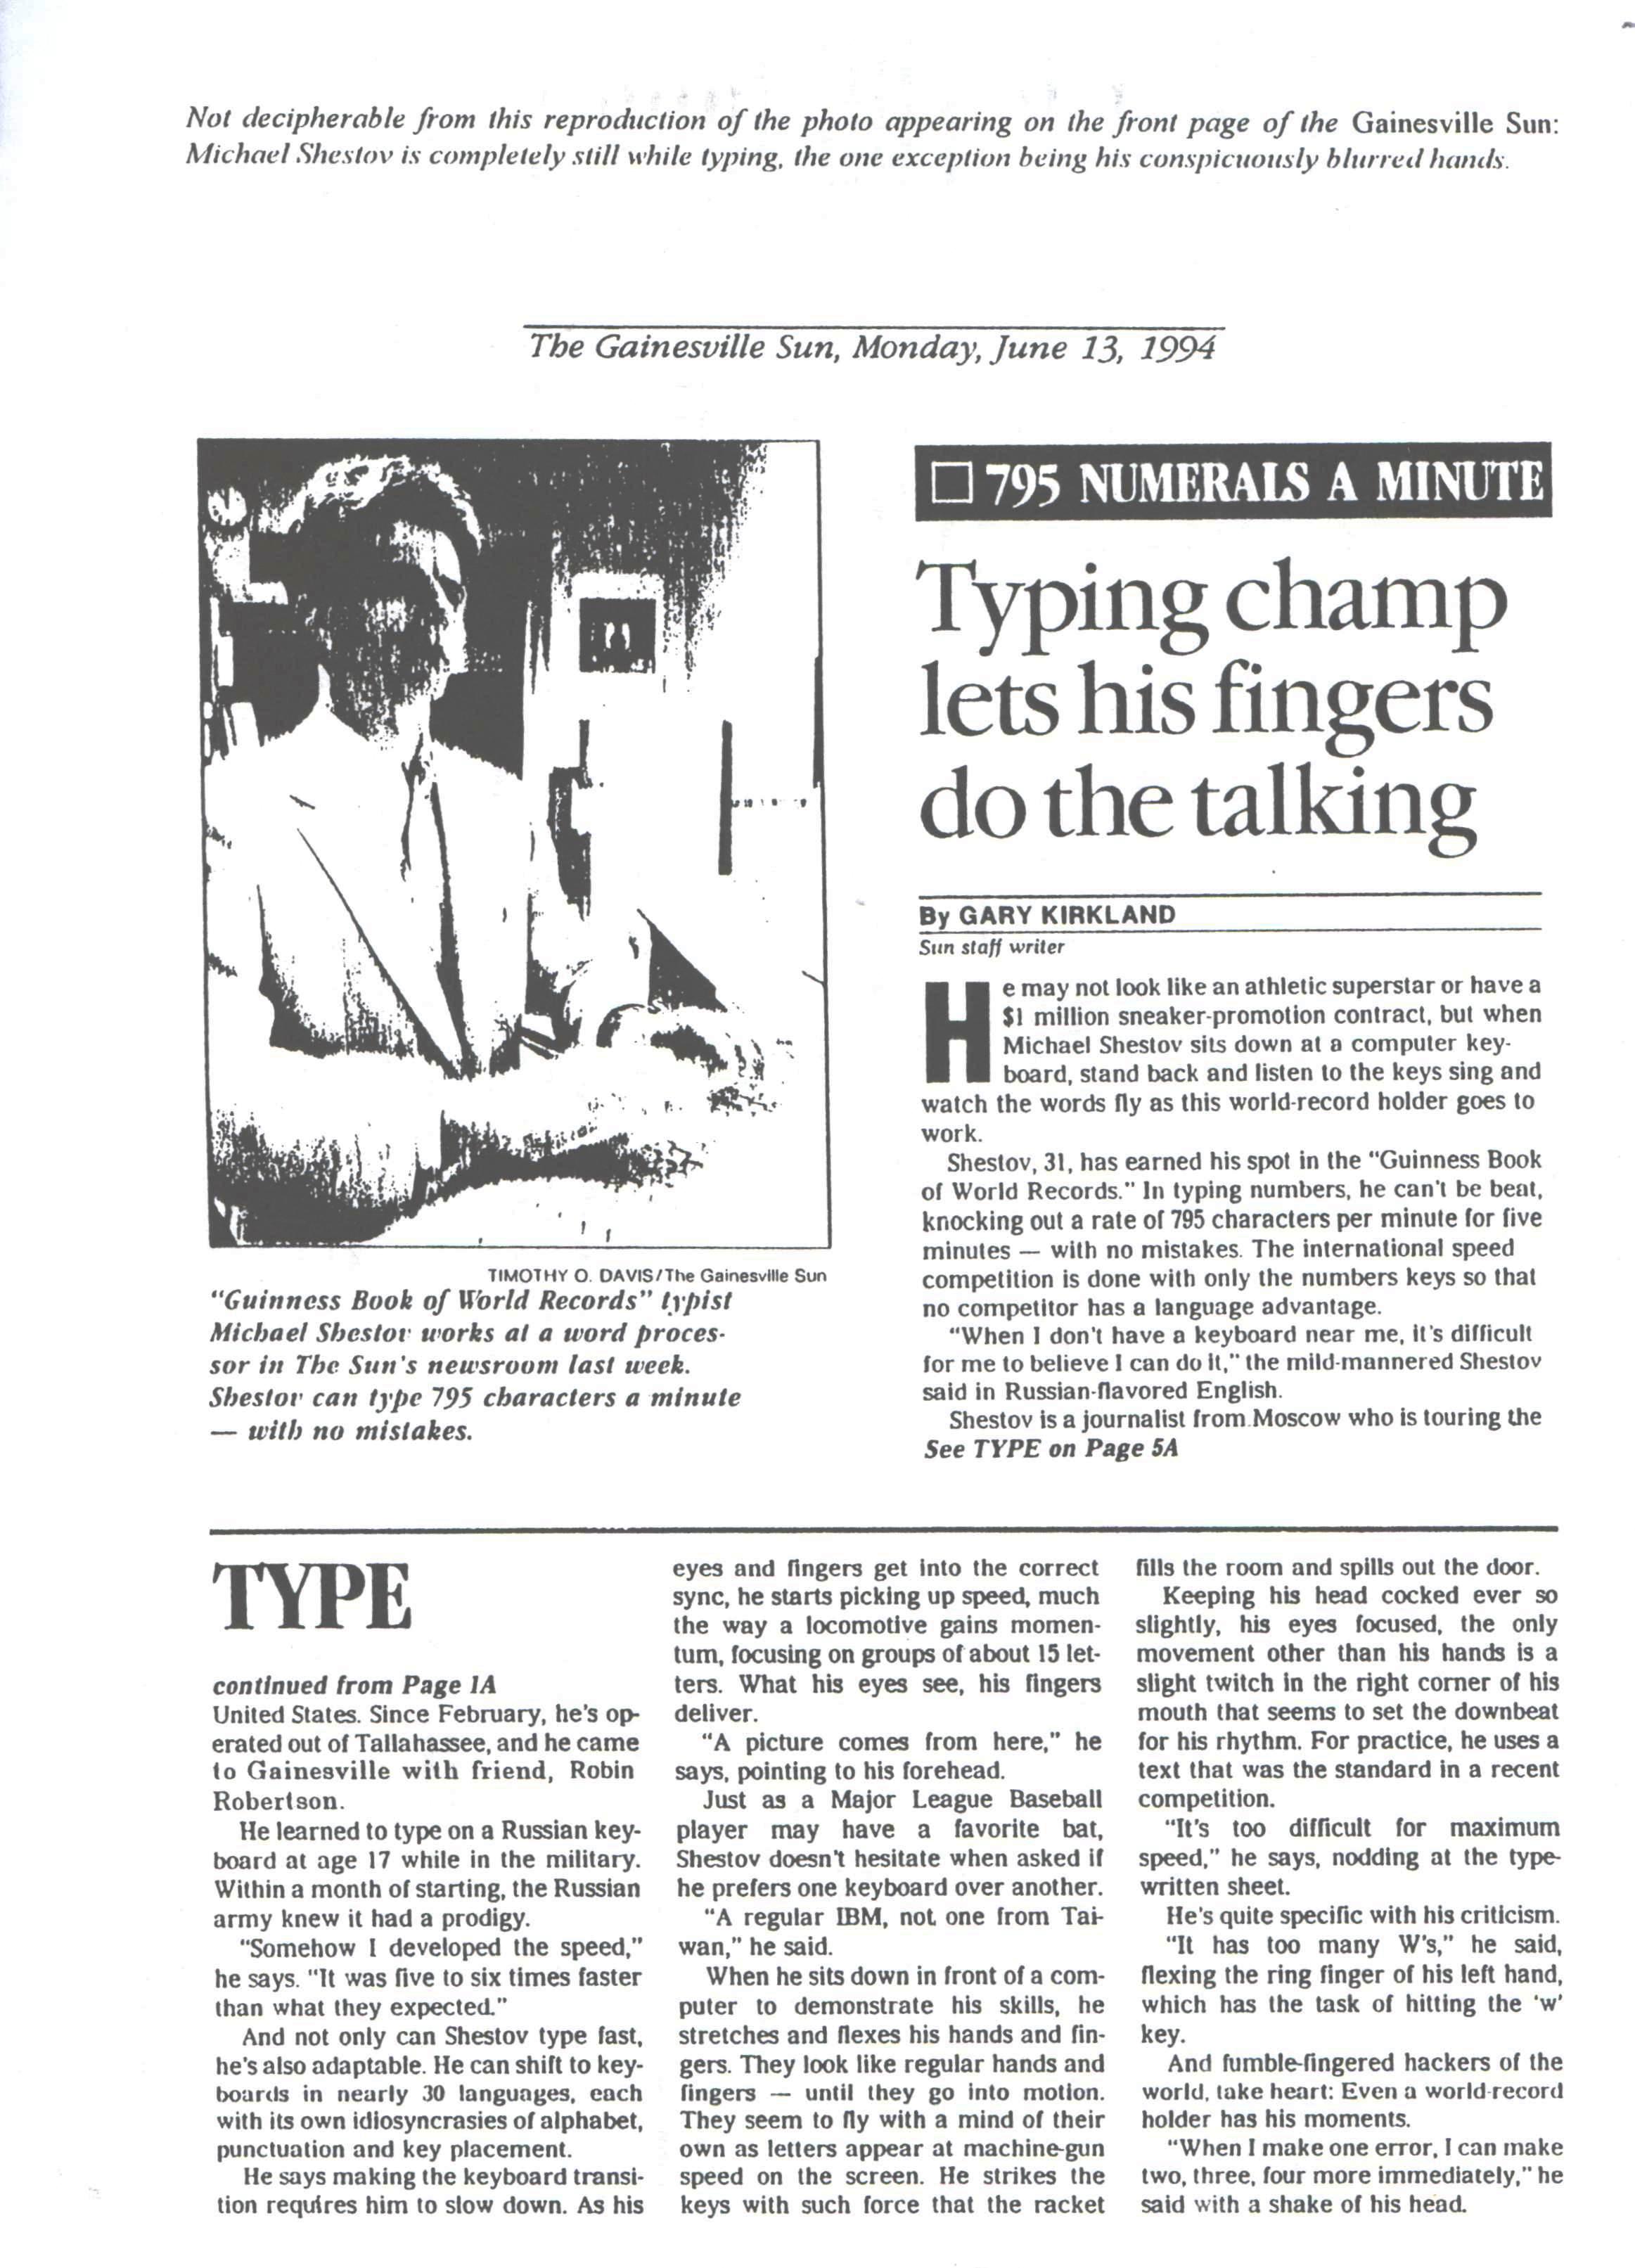 Not decipherable from this reproduction of the photo appearing on the front page of the Gainesville Sun:
Michael Shestov is completely still while typing, the one exception being his conspicuously blurred hands.
The Gainesville Sun, Monday, June 13, 1994
795 NUMERALS A MINUTE
Typing champ
lets his fingers
do the talking
By GARY KIRKLAND
Sun staff writer
He may not look like an athletic superstar or have a
$1 million sneaker-promotion contract, but when
Michael Shestov sits down at a computer key-
board, stand back and listen to the keys sing and
watch the words fly as this world-record holder goes to
work.
Shestov, 31, has earned his spot in the “Guinness Book
of World Records.” In typing numbers, he can't be beat,
knocking out a rate of 795 characters per minute for five
minutes — with no mistakes. The international speed
competition is done with only the numbers keys so that
no competitor has a language advantage.
“When I don't have a keyboard near me, it's difficult
for me to believe I can do it,” the mild-mannered Shestov
said in Russian-flavored English.
Shestov is a journalist from Moscow who is touring the
See TYPE on Page 5A
TIMOTHY O. DAVIS/The Gainesville Sun
“Guinness Book of World Records” typist
Michael Shestov works at a word proces-
sor in The Sun's newsroom last week.
Shestov can type 795 characters a minute
— with no mistakes.
TYPE
continued from Page 1A
United States. Since February, he's op-
erated out of Tallahassee, and he came
to Gainesville with friend, Robin
Robertson.
He learned to type on a Russian key-
board at age 17 while in the military.
Within a month of starting, the Russian
army knew it had a prodigy.
“Somehow I developed the speed,”
he says. “It was five to six times faster
than what they expected.”
And not only can Shestov type fast,
he's also adaptable. He can shift to key-
boards in nearly 30 languages, each
with its own idiosyncrasies of alphabet,
punctuation and key placement.
He says making the keyboard transi-
tion requires him to slow down. As his
eyes and fingers get into the correct
sync, he starts picking up speed, much
the way a locomotive gains momen-
tum, focusing on groups of about 15 let-
ters. What his eyes see, his fingers
deliver.
“A picture comes from here,” he
says, pointing to his forehead.
Just as a Major League Baseball
player may have a favorite bat,
Shestov doesn't hesitate when asked if
he prefers one keyboard over another.
“A regular IBM, not one from Tai-
wan,” he said.
When he sits down in front of a com-
puter to demonstrate his skills, he
stretches and flexes his hands and fin-
gers. They look like regular hands and
fingers — until they go into motion.
They seem to fly with a mind of their
own as letters appear at machine-gun
speed on the screen. He strikes the
keys with such force that the racket
fills the room and spills out the door.
Keeping his head cocked ever so
slightly, his eyes focused, the only
movement other than his hands is a
slight twitch in the right corner of his
mouth that seems to set the downbeat
for his rhythm. For practice, he uses a
text that was the standard in a recent
competition.
“It's too difficult for maximum
speed,” he says, nodding at the type-
written sheet.
He's quite specific with his criticism.
“It has too many W's,” he said,
flexing the ring finger of his left hand,
which has the task of hitting the ‘w’
key.
And fumble-fingered hackers of the
world, take heart: Even a world-record
holder has his moments.
“When I make one error, I can make
two, three, four more immediately,” he
said with a shake of his head.